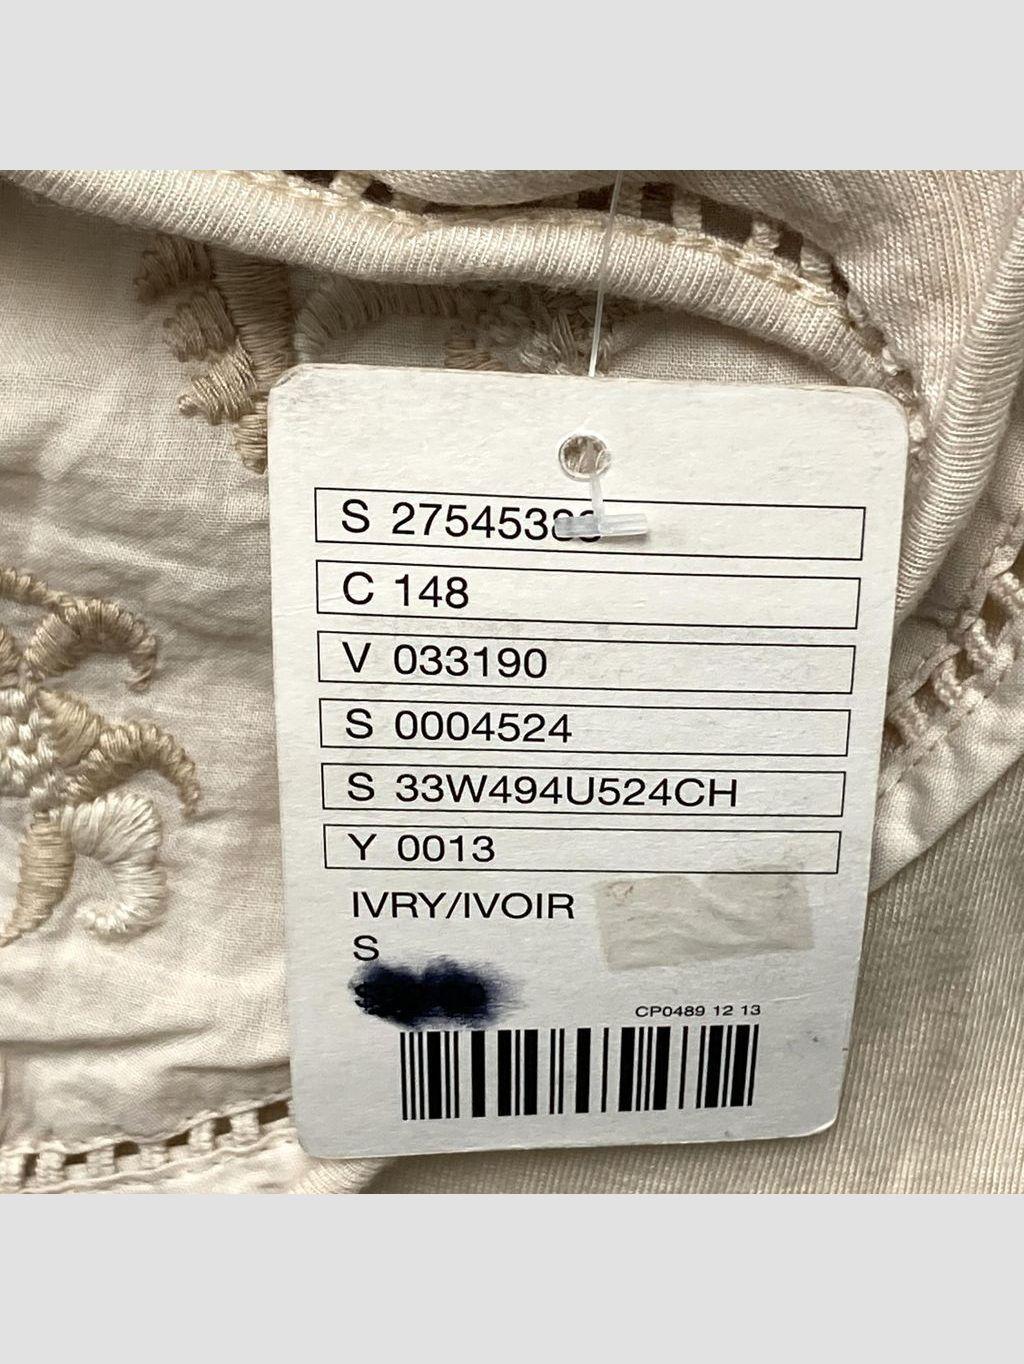 S
C 148
V 033190
S 0004524
S 33W494U524CH
Y 0013
IVRY/IVOIR
S
CP0489 12 13